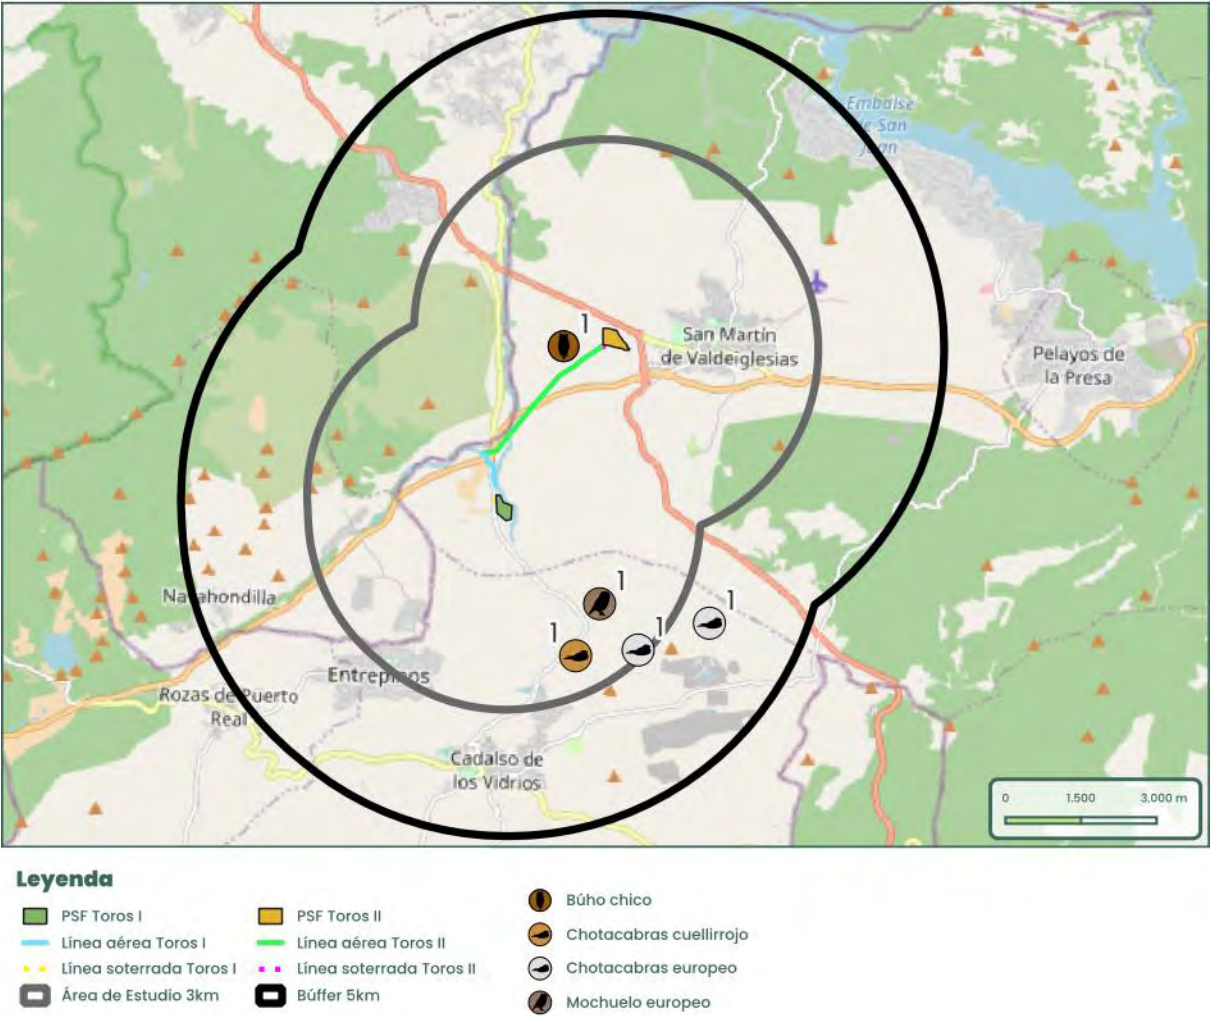 Embalse
de San
Juan
1
San Martín
de Valdeiglesias
Pelayos de
la Presa
Navahondilla
1
1
1
1
Entrepinos
Rozas de Puerto
Real
Cadalso de
los Vidrios
0 1.500 3.000 m
Leyenda
PSF Toros I
PSF Toros II
Línea aérea Toros I
Línea aérea Toros II
Línea soterrada Toros I
Línea soterrada Toros II
Área de Estudio 3km
Búffer 5km
Búho chico
Chotacabras cuellirrojo
Chotacabras europeo
Mochuelo europeo